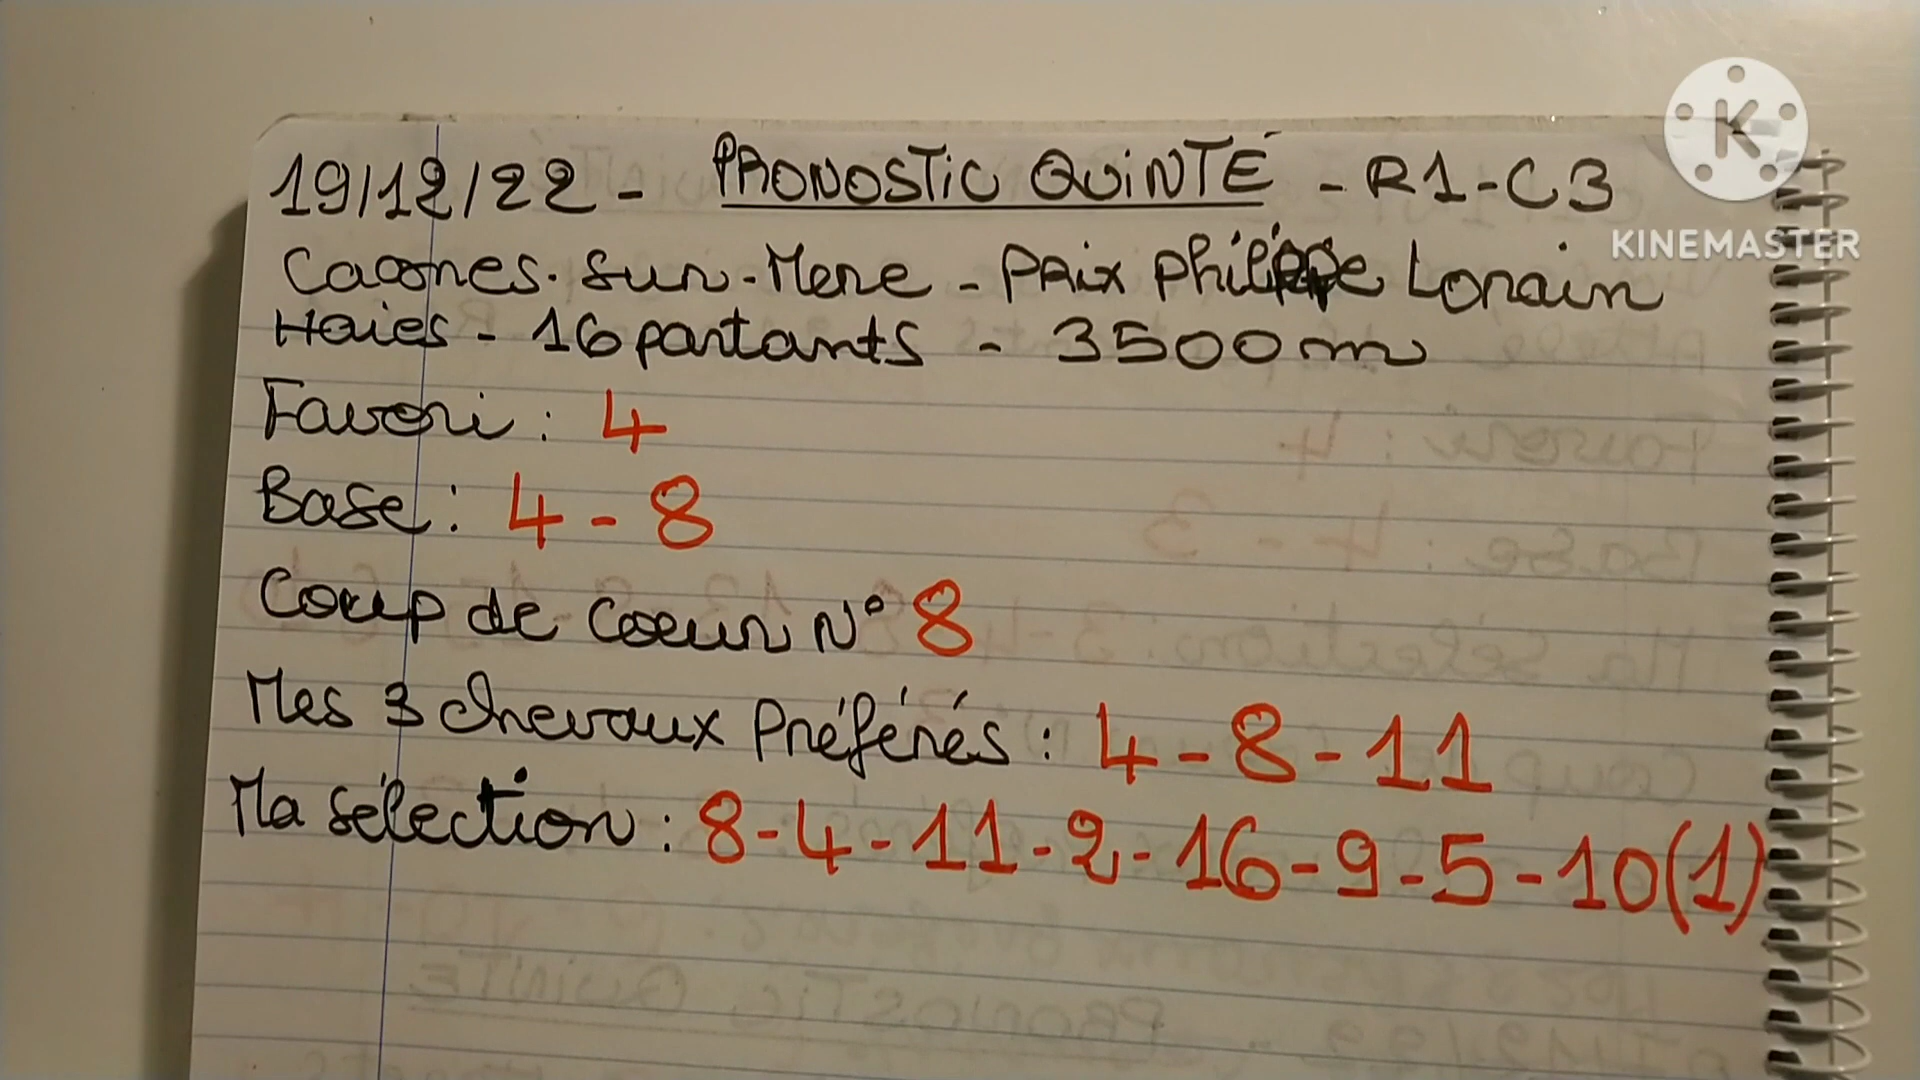 19/12/22 - PRONOSTIC QUINTÉ - R1 - C3
KINEMASTER
Cagnes-sur-Mere - Prix Philippe Lorain
Haies - 16 partants - 3500 m
Favori : 4
Base : 4 - 8
Coup de coeur N° 8
Mes 3 chevaux préférés : 4 - 8 - 11
Ma sélection : 8 - 4 - 11 - 2 - 16 - 9 - 5 - 10 (1)